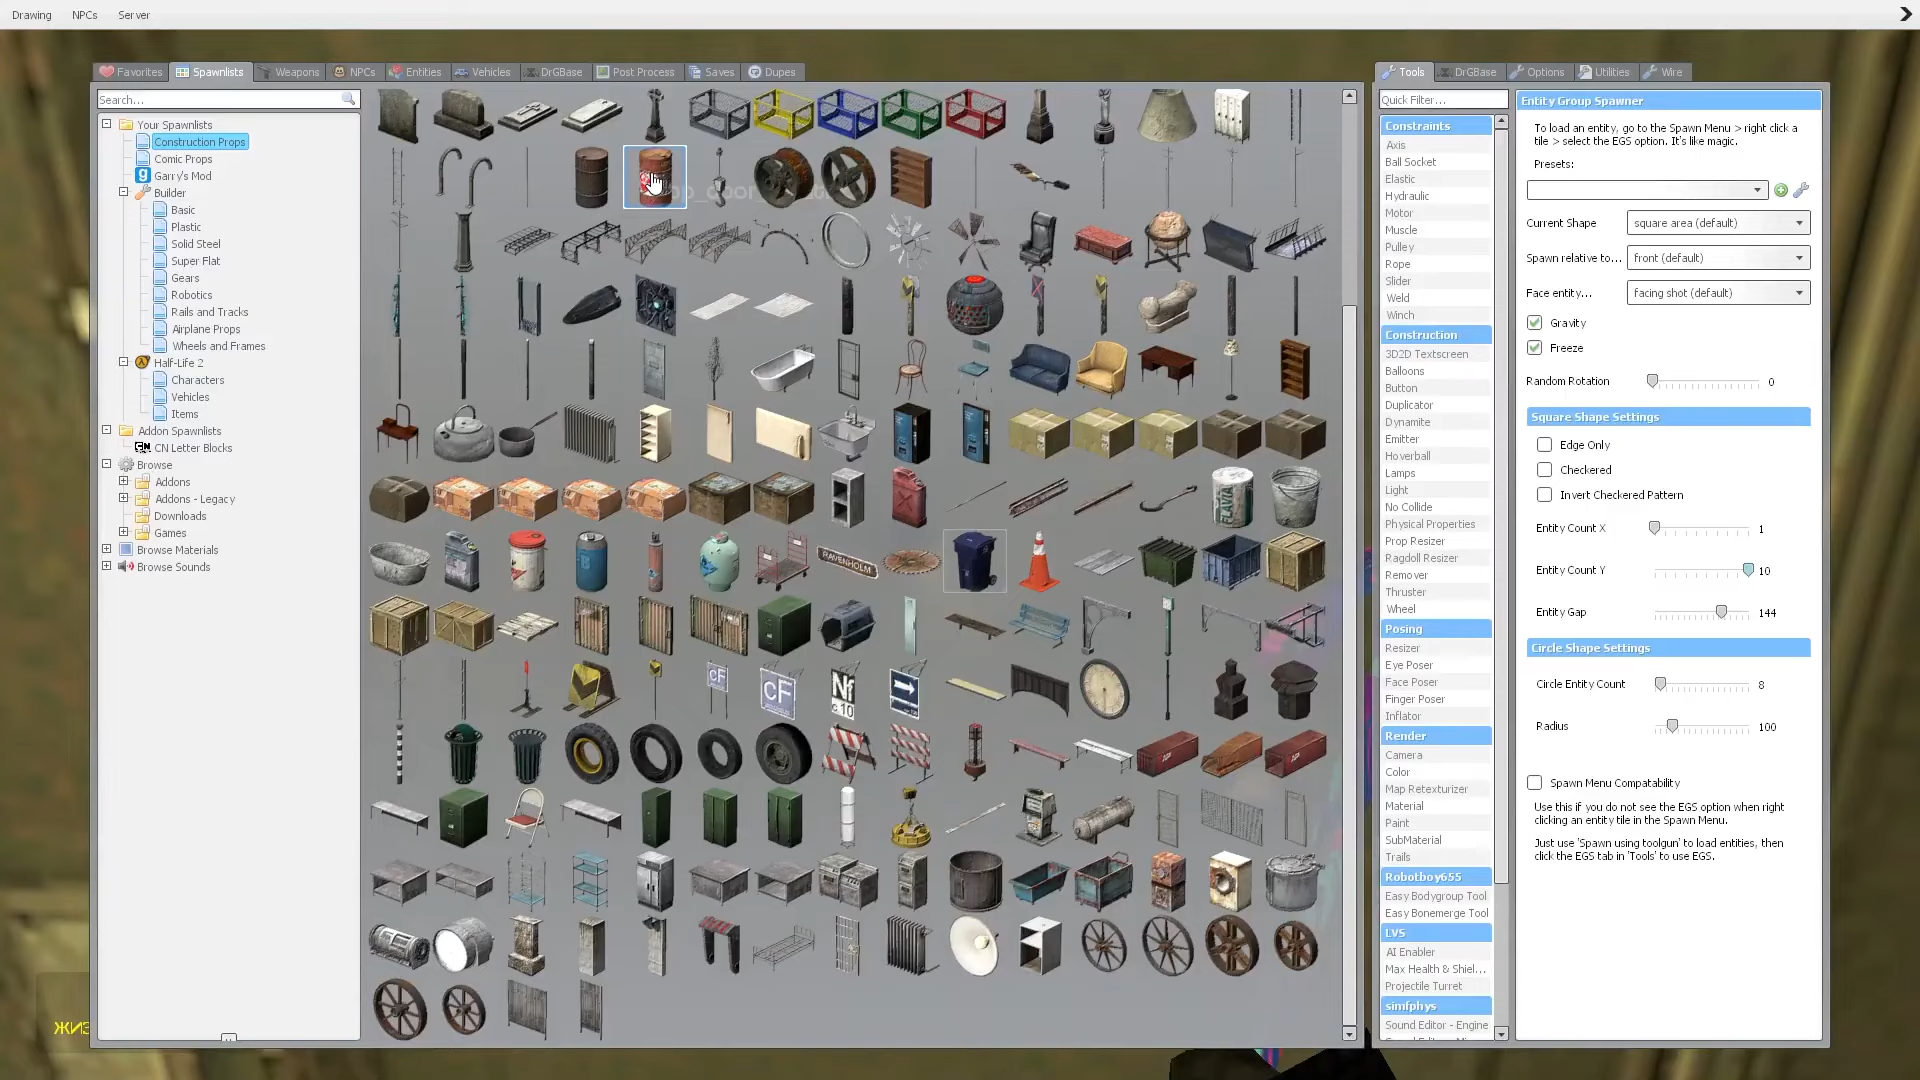 Drawing NPCs Server
Favorites Spawnlists Weapons NPCs Entities Vehicles DrGBase Post Process Saves Dupes
Search...
Your Spawnlists
Construction Props
Comic Props
Garry's Mod
Builder
Basic
Plastic
Solid Steel
Super Flat
Gears
Robotics
Rails and Tracks
Airplane Props
Wheels and Frames
Half-Life 2
Characters
Vehicles
Items
Addon Spawnlists
CN Letter Blocks
Browse
Addons
Addons - Legacy
Downloads
Games
Browse Materials
Browse Sounds
FLAVIA
RAVENHOLM
CF
CF
Nf
c 10
ЖИЗ
Tools DrGBase Options Utilities Wire
Quick Filter...
Constraints
Axis
Ball Socket
Elastic
Hydraulic
Motor
Muscle
Pulley
Rope
Slider
Weld
Winch
Construction
3D2D Textscreen
Balloons
Button
Duplicator
Dynamite
Emitter
Hoverball
Lamps
Light
No Collide
Physical Properties
Prop Resizer
Ragdoll Resizer
Remover
Thruster
Wheel
Posing
Resizer
Eye Poser
Face Poser
Finger Poser
Inflator
Render
Camera
Color
Map Retexturizer
Material
Paint
SubMaterial
Trails
Robotboy655
Easy Bodygroup Tool
Easy Bonemerge Tool
LVS
AI Enabler
Max Health & Shiel...
Projectile Turret
simfphys
Sound Editor - Engine
Entity Group Spawner
To load an entity, go to the Spawn Menu > right click a
tile > select the EGS option. It's like magic.
Presets:
Current Shape square area (default)
Spawn relative to... front (default)
Face entity... facing shot (default)
Gravity
Freeze
Random Rotation 0
Square Shape Settings
Edge Only
Checkered
Invert Checkered Pattern
Entity Count X 1
Entity Count Y 10
Entity Gap 144
Circle Shape Settings
Circle Entity Count 8
Radius 100
Spawn Menu Compatability
Use this if you do not see the EGS option when right
clicking an entity tile in the Spawn Menu.
Just use 'Spawn using toolgun' to load entities, then
click the EGS tab in 'Tools' to use EGS.